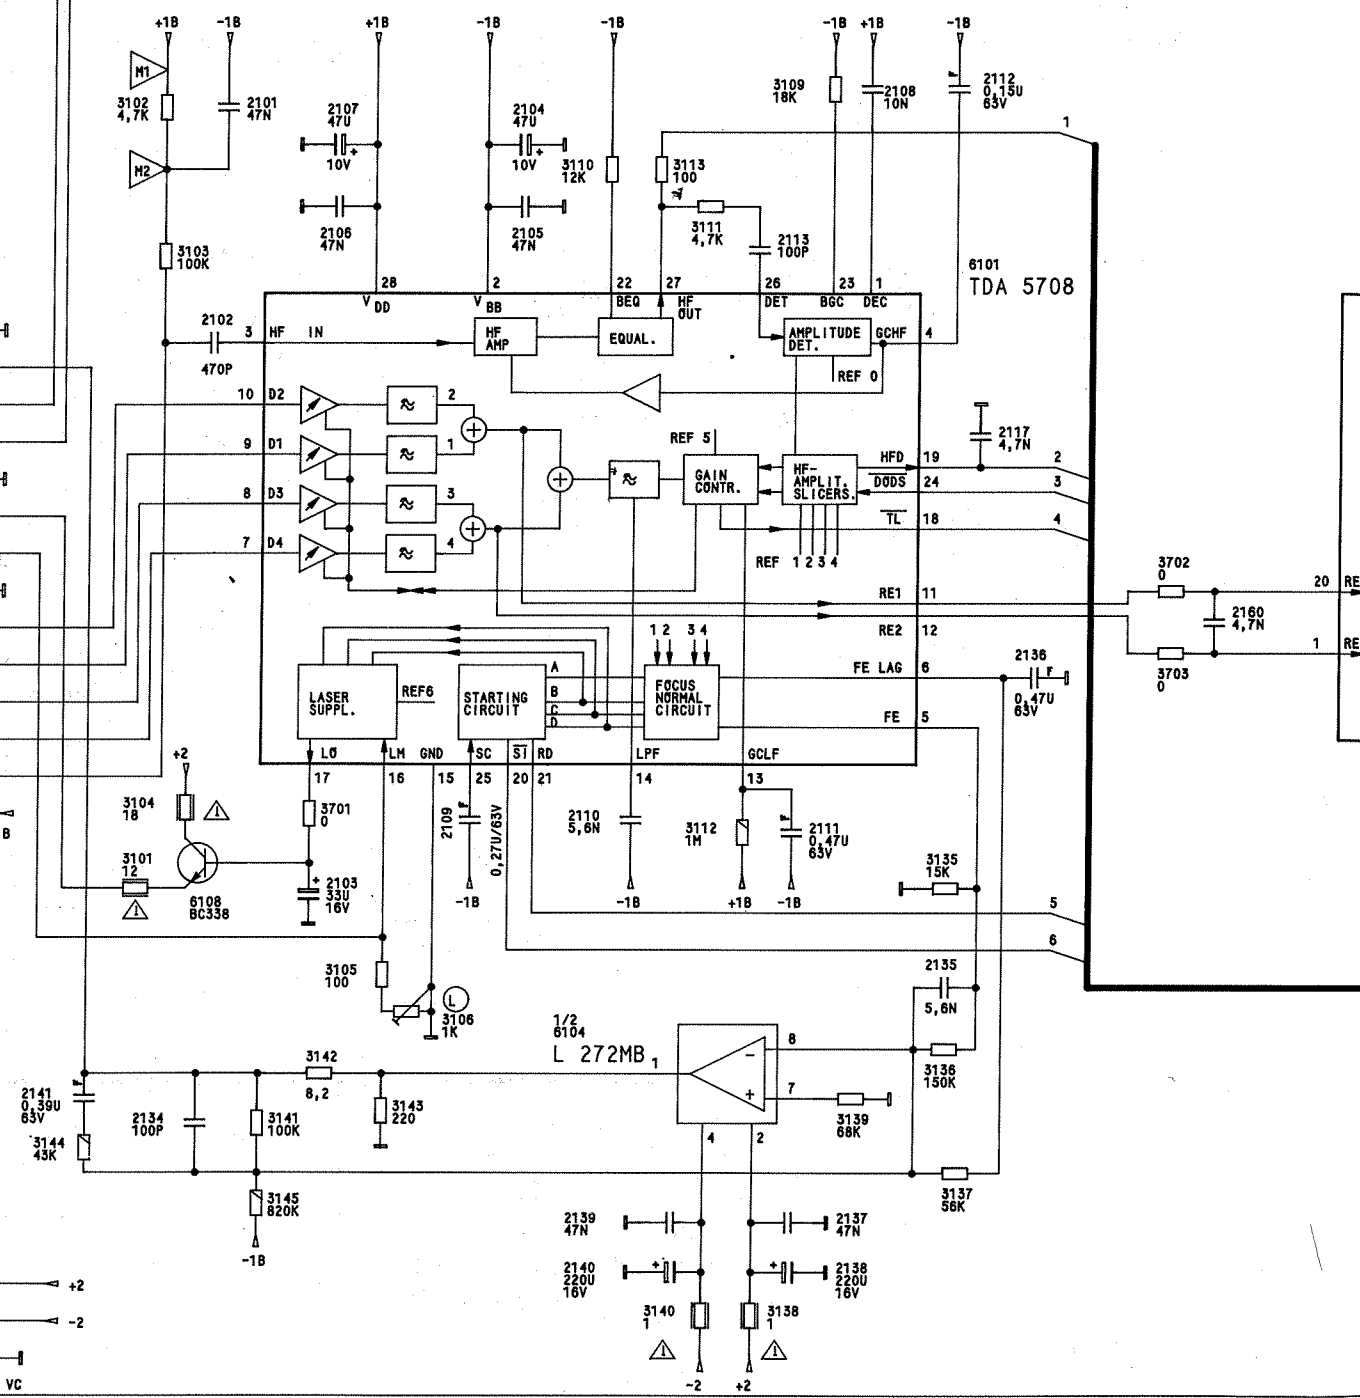 +1B
-1B
+1B
-1B
-1B
-1B
+1B
-1B
M1
3102
4,7K
2101
47N
M2
3103
100K
2107
47U
10V
+
2106
47N
2104
47U
10V
+
2105
47N
3110
12K
3113
100
3111
4,7K
2113
100P
3109
18K
2108
10N
2112
0,15U
63V
1
6101
TDA 5708
28
2
22
27
26
23
1
V DD
V BB
BEQ
HF OUT
DET
BGC
DEC
2102
470P
3
HF IN
HF
AMP
EQUAL.
AMPLITUDE
DET.
GCHF
4
REF 0
10
D2
2
9
D1
1
8
D3
3
7
D4
4
REF 5
GAIN
CONTR.
HF-
AMPLIT.
SLICERS.
HFD
19
DODS
24
TL
18
2117
4,7N
2
3
4
REF 1 2 3 4
RE1
11
RE2
12
3702
0
2160
4,7N
3703
0
20
RE
1
RE
1 2
3 4
FE LAG
6
2136
0,47U
63V
LASER
SUPPL.
REF6
STARTING
CIRCUIT
A
B
C
D
FOCUS
NORMAL
CIRCUIT
FE
5
LO
LM
GND
SC
SI
RD
LPF
GCLF
17
16
15
25
20
21
14
13
+2
3104
18
3101
12
6108
BC338
3701
0
+
2103
33U
16V
2109
0,27U/63V
-1B
2110
5,6N
-1B
3112
1M
+1B
2111
0,47U
63V
-1B
3135
15K
5
6
B
3105
100
L
3106
1K
2135
5,6N
1/2
6104
L 272MB
1
8
7
-
+
4
2
3136
150K
3139
68K
3142
8,2
2141
0,39U
63V
3144
43K
2134
100P
3141
100K
3143
220
3145
820K
-1B
3137
56K
2139
47N
2137
47N
2140
220U
16V
+
2138
220U
16V
+
3140
1
3138
1
-2
+2
+2
-2
VC